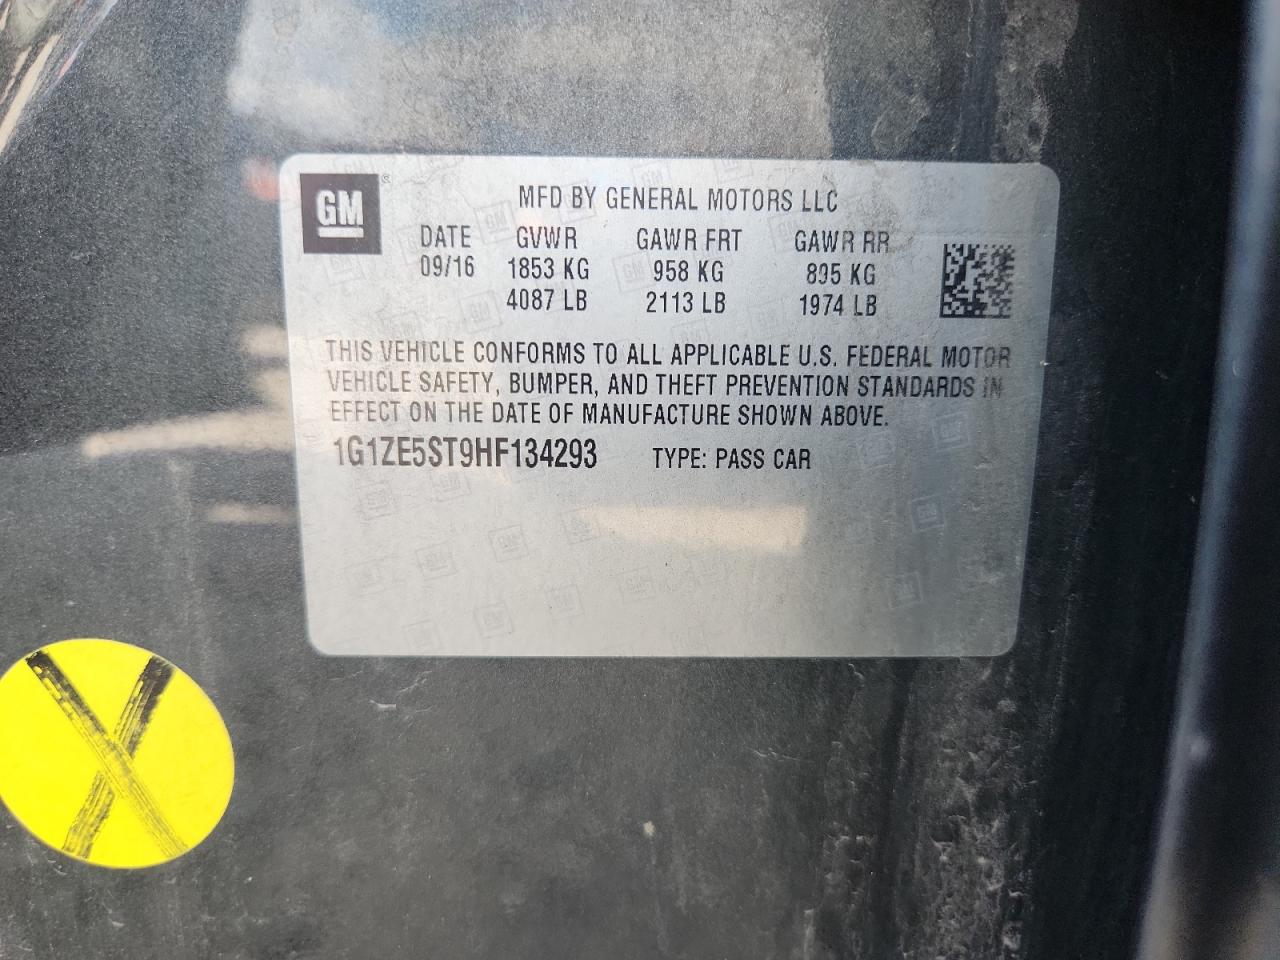 GM ®
MFD BY GENERAL MOTORS LLC
DATE GVWR GAWR FRT GAWR RR
09/16 1853 KG 958 KG 895 KG
4087 LB 2113 LB 1974 LB
THIS VEHICLE CONFORMS TO ALL APPLICABLE U.S. FEDERAL MOTOR
VEHICLE SAFETY, BUMPER, AND THEFT PREVENTION STANDARDS IN
EFFECT ON THE DATE OF MANUFACTURE SHOWN ABOVE.
1G1ZE5ST9HF134293 TYPE: PASS CAR
X